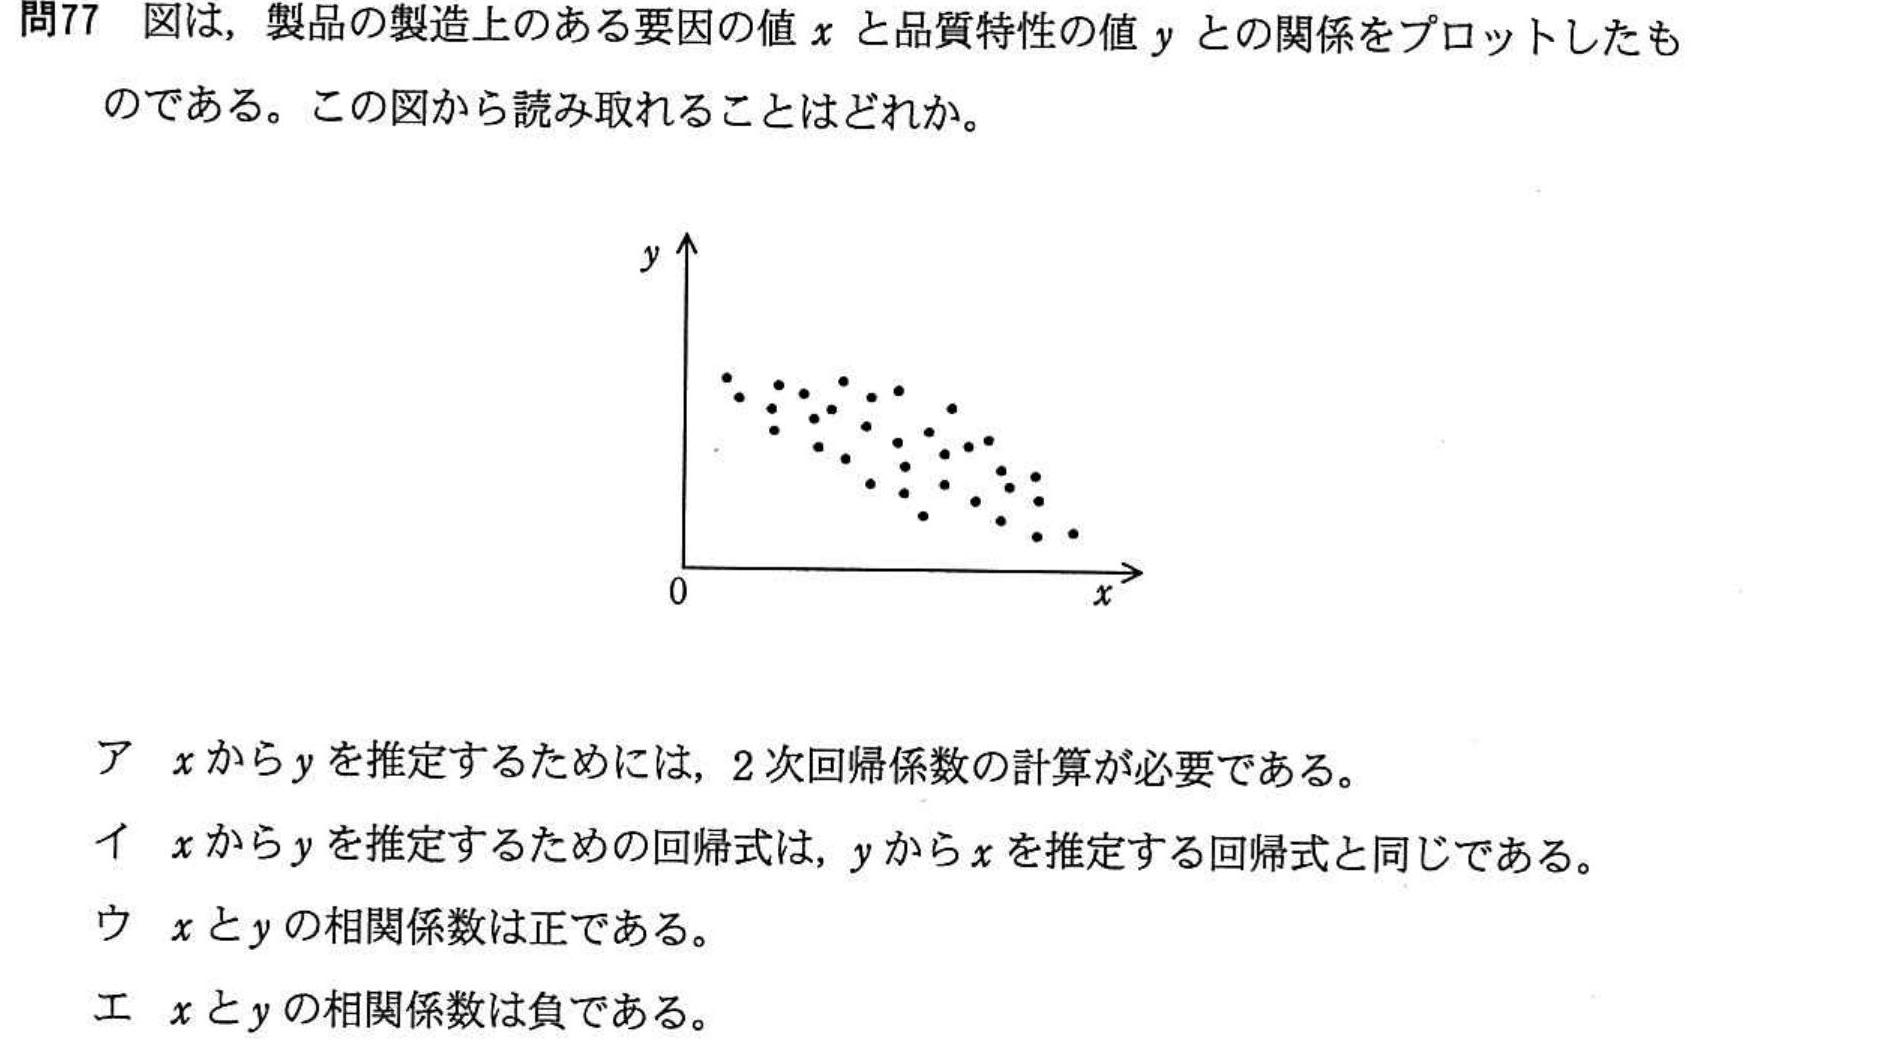 問77 図は，製品の製造上のある要因の値 x と品質特性の値 y との関係をプロットしたも
のである。この図から読み取れることはどれか。
y
0
x
ア x から y を推定するためには，2 次回帰係数の計算が必要である。
イ x から y を推定するための回帰式は，y から x を推定する回帰式と同じである。
ウ x と y の相関係数は正である。
エ x と y の相関係数は負である。